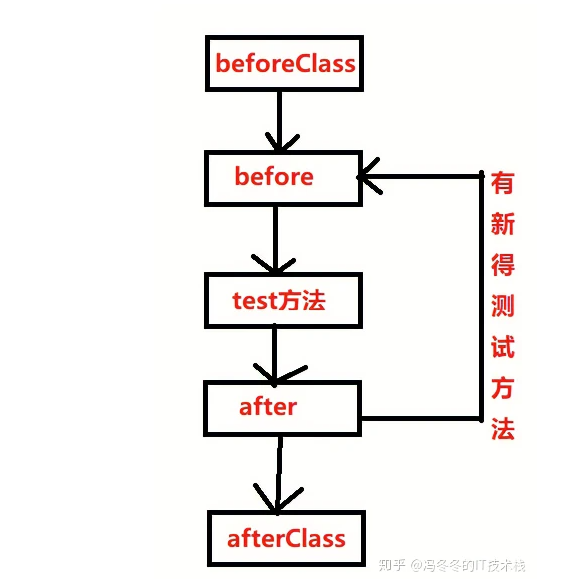 beforeClass
before
test方法
after
afterClass
有
新
得
测
试
方
法
知乎 @冯冬冬的IT技术栈